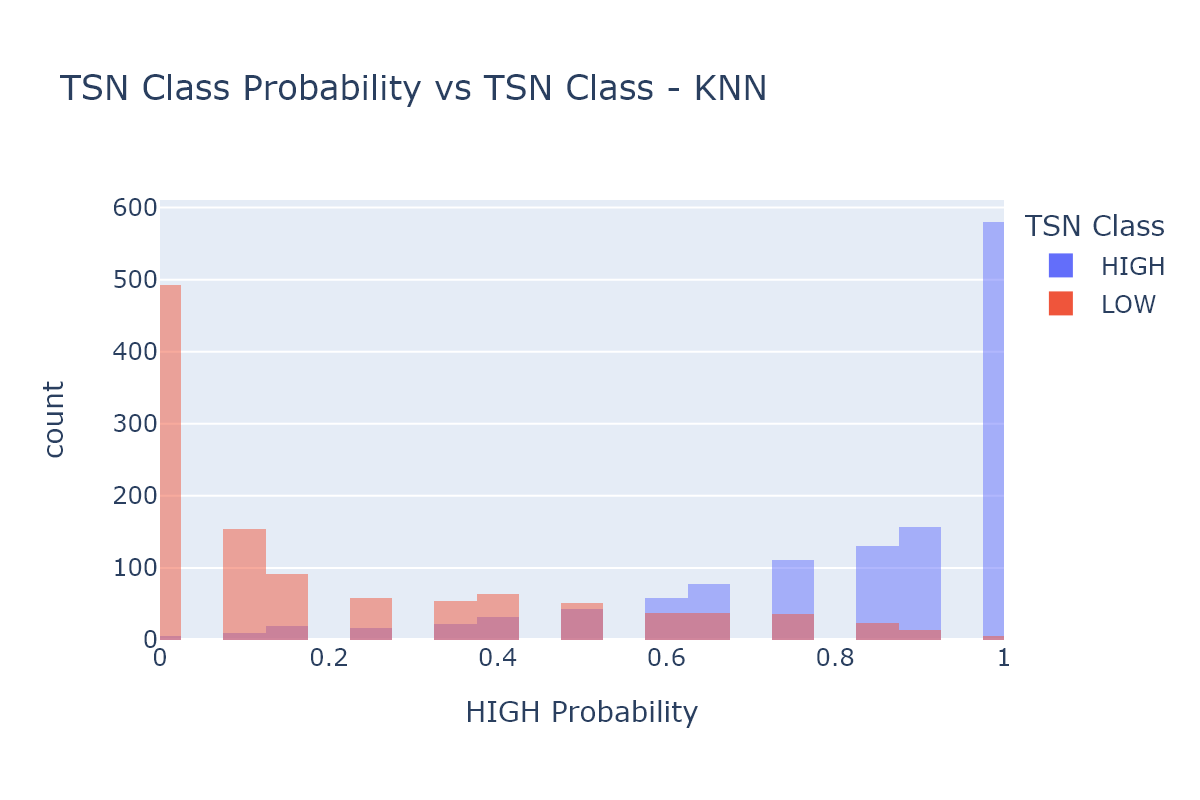 TSN Class Probability vs TSN Class - KNN
600
500
400
300
200
100
0
count
0 0.2 0.4 0.6 0.8 1
HIGH Probability
TSN Class
HIGH
LOW